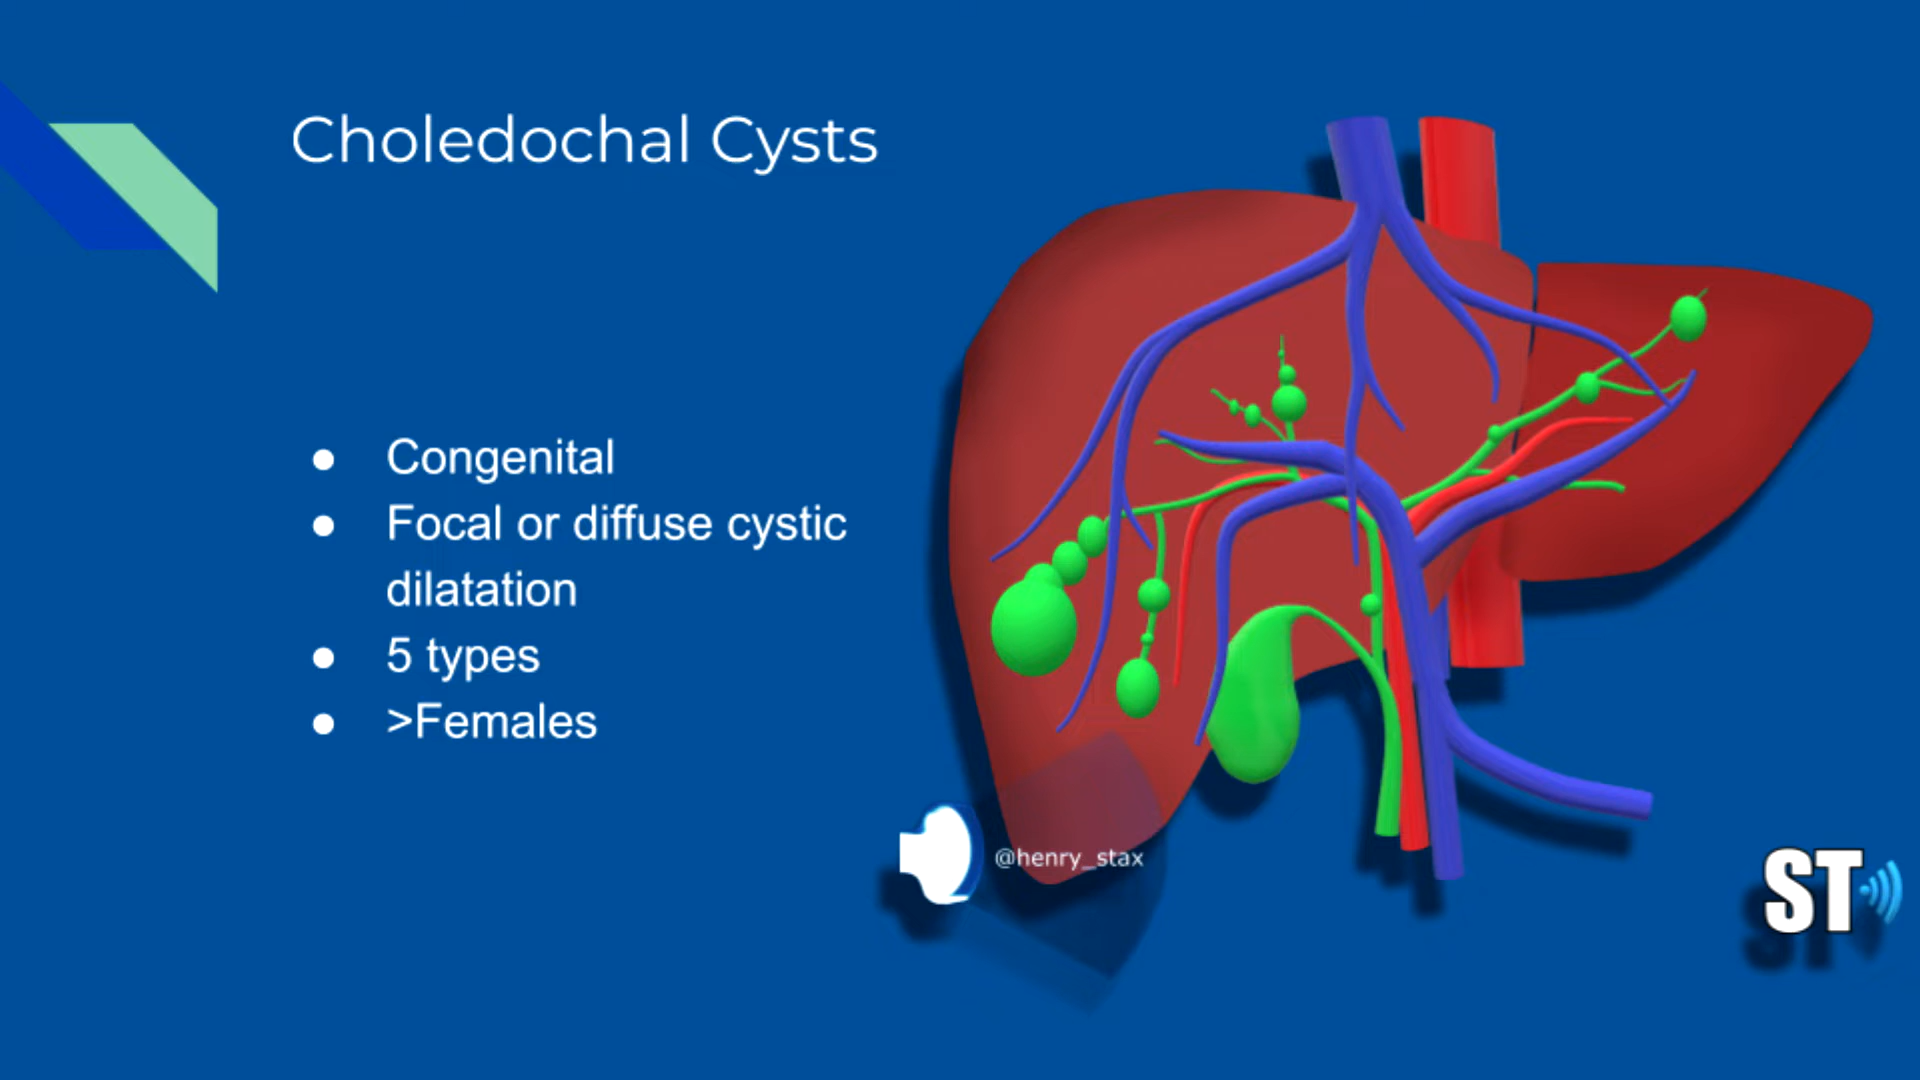 Choledochal Cysts
● Congenital
● Focal or diffuse cystic
dilatation
● 5 types
● >Females
@henry_stax
ST